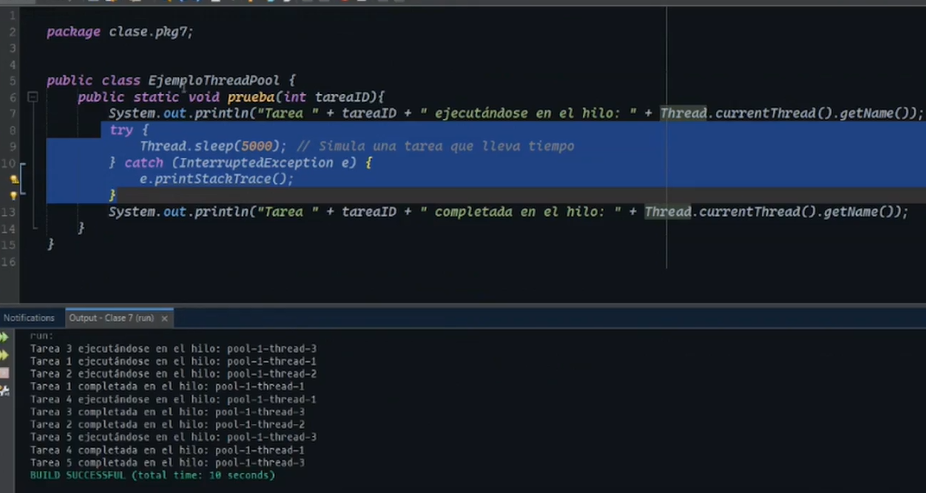 1
2 package clase.pkg7;
3
4
5 public class EjemploThreadPool {
6 public static void prueba(int tareaID){
7 System.out.println("Tarea " + tareaID + " ejecutándose en el hilo: " + Thread.currentThread().getName());
8 try {
9 Thread.sleep(5000); // Simula una tarea que lleva tiempo
10 } catch (InterruptedException e) {
e.printStackTrace();
}
13 System.out.println("Tarea " + tareaID + " completada en el hilo: " + Thread.currentThread().getName());
14 }
15 }
16
Notifications Output - Clase 7 (run) ×
run:
Tarea 3 ejecutándose en el hilo: pool-1-thread-3
Tarea 1 ejecutándose en el hilo: pool-1-thread-1
Tarea 2 ejecutándose en el hilo: pool-1-thread-2
Tarea 1 completada en el hilo: pool-1-thread-1
Tarea 4 ejecutándose en el hilo: pool-1-thread-1
Tarea 3 completada en el hilo: pool-1-thread-3
Tarea 2 completada en el hilo: pool-1-thread-2
Tarea 5 ejecutándose en el hilo: pool-1-thread-3
Tarea 4 completada en el hilo: pool-1-thread-1
Tarea 5 completada en el hilo: pool-1-thread-3
BUILD SUCCESSFUL (total time: 10 seconds)